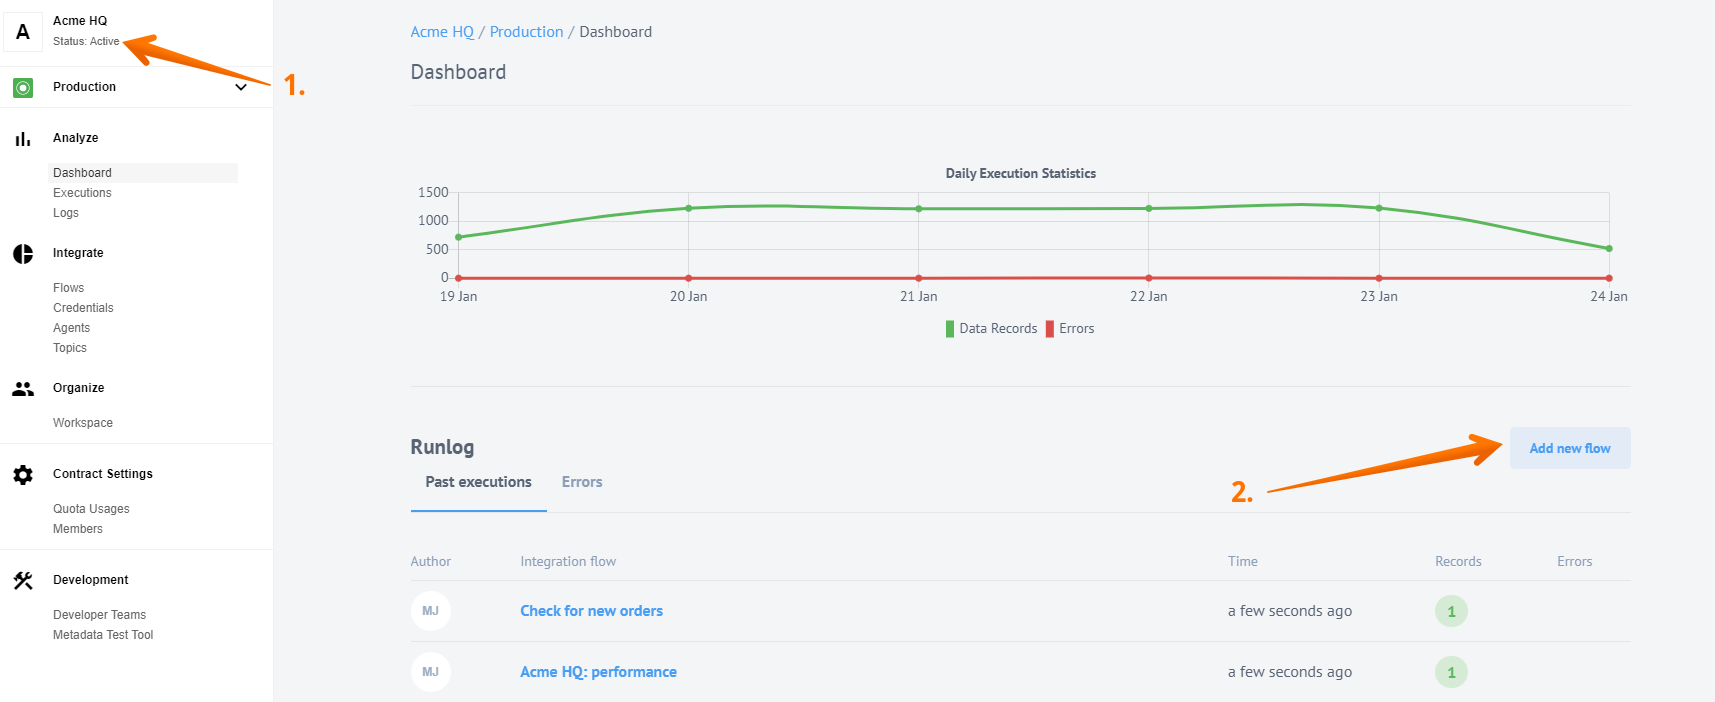 A
Acme HQ
Status: Active
1.
Production
Analyze
Dashboard
Executions
Logs
Integrate
Flows
Credentials
Agents
Topics
Organize
Workspace
Contract Settings
Quota Usages
Members
Development
Developer Teams
Metadata Test Tool
Acme HQ / Production / Dashboard
Dashboard
Daily Execution Statistics
1500
1000
500
0
19 Jan 20 Jan 21 Jan 22 Jan 23 Jan 24 Jan
Data Records Errors
Runlog
Add new flow
2.
Past executions Errors
Author Integration flow Time Records Errors
MJ Check for new orders a few seconds ago 1
MJ Acme HQ: performance a few seconds ago 1